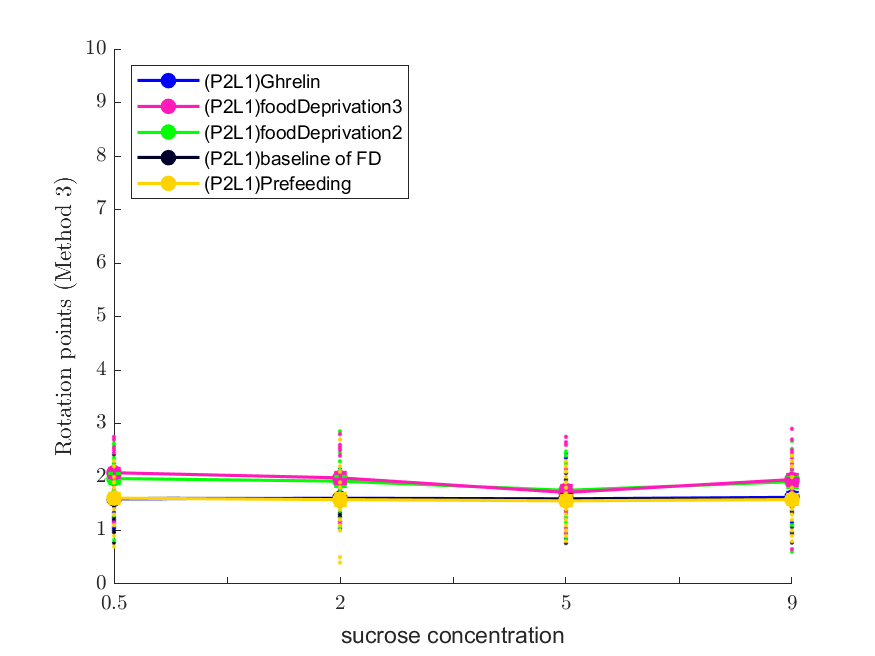 10
9
8
7
6
5
4
3
2
1
0
Rotation points (Method 3)
(P2L1)Ghrelin
(P2L1)foodDeprivation3
(P2L1)foodDeprivation2
(P2L1)baseline of FD
(P2L1)Prefeeding
0.5 2 5 9
sucrose concentration